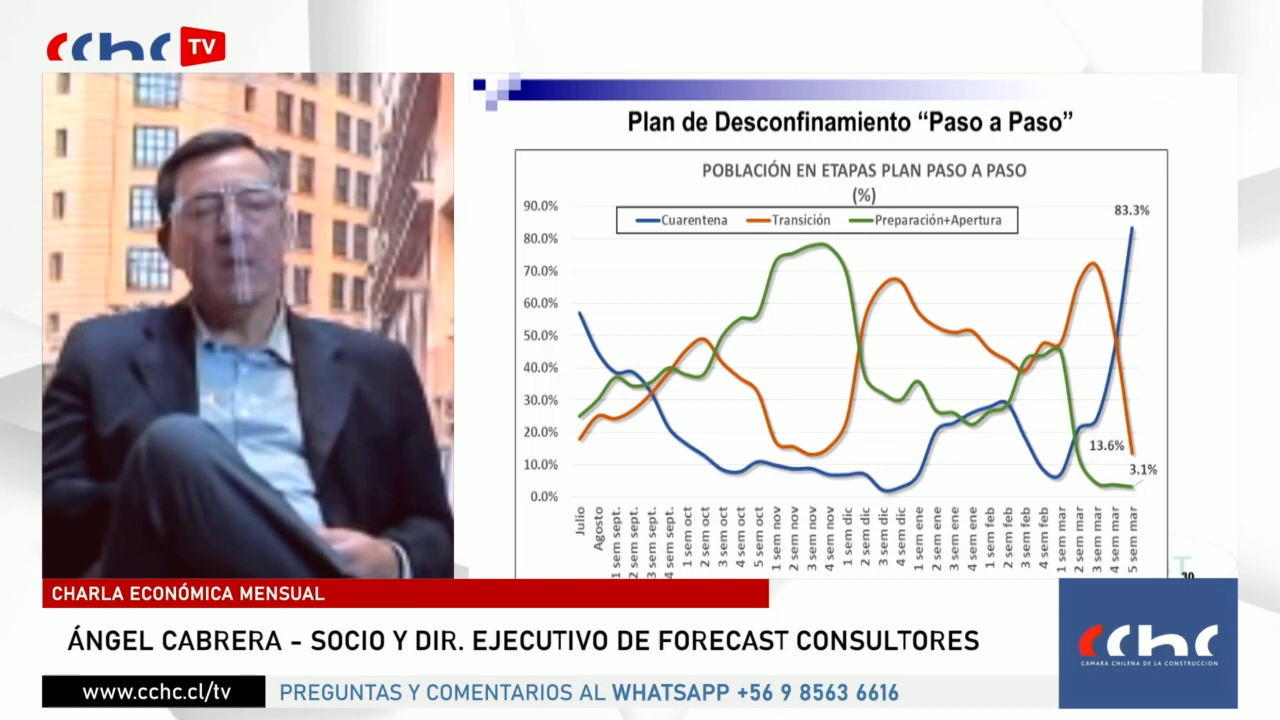 cchc TV
Plan de Desconfinamiento “Paso a Paso”
POBLACIÓN EN ETAPAS PLAN PASO A PASO
(%)
Cuarentena Transición Preparación+Apertura
90.0%
80.0%
70.0%
60.0%
50.0%
40.0%
30.0%
20.0%
10.0%
0.0%
83.3%
13.6%
3.1%
Julio
Agosto
1 sem sept.
2 sem sept.
3 sem sept.
4 sem sept.
1 sem oct
2 sem oct
3 sem oct
4 sem oct
5 sem oct
1 sem nov
2 sem nov
3 sem nov
4 sem nov
1 sem dic
2 sem dic
3 sem dic
4 sem dic
1 sem ene
2 sem ene
3 sem ene
4 sem ene
1 sem feb
2 sem feb
3 sem feb
4 sem feb
1 sem mar
2 sem mar
3 sem mar
4 sem mar
5 sem mar
CHARLA ECONÓMICA MENSUAL
ÁNGEL CABRERA – SOCIO Y DIR. EJECUTIVO DE FORECAST CONSULTORES
cchc
CAMARA CHILENA DE LA CONSTRUCCION
www.cchc.cl/tv
PREGUNTAS Y COMENTARIOS AL WHATSAPP +56 9 8563 6616